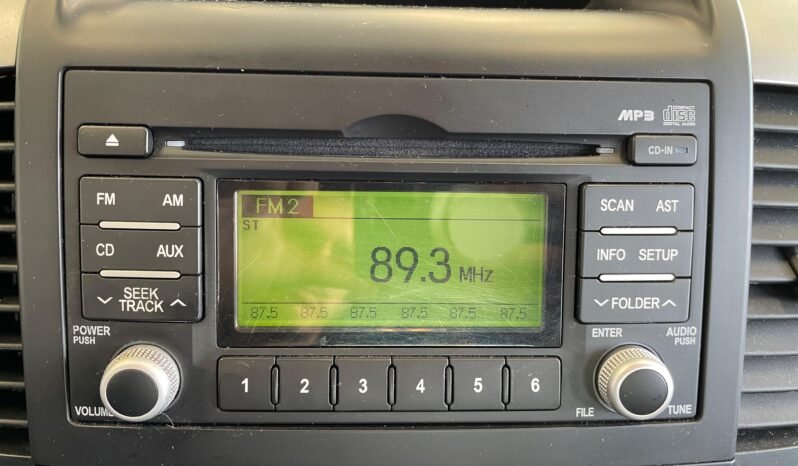 MP3 COMPACT disc DIGITAL AUDIO
CD-IN
FM AM
CD AUX
SEEK
TRACK
POWER
PUSH
VOLUME
FM2
ST
89.3 MHz
87.5 87.5 87.5 87.5 87.5 87.5
1 2 3 4 5 6
SCAN AST
INFO SETUP
FOLDER
ENTER
AUDIO
PUSH
FILE
TUNE